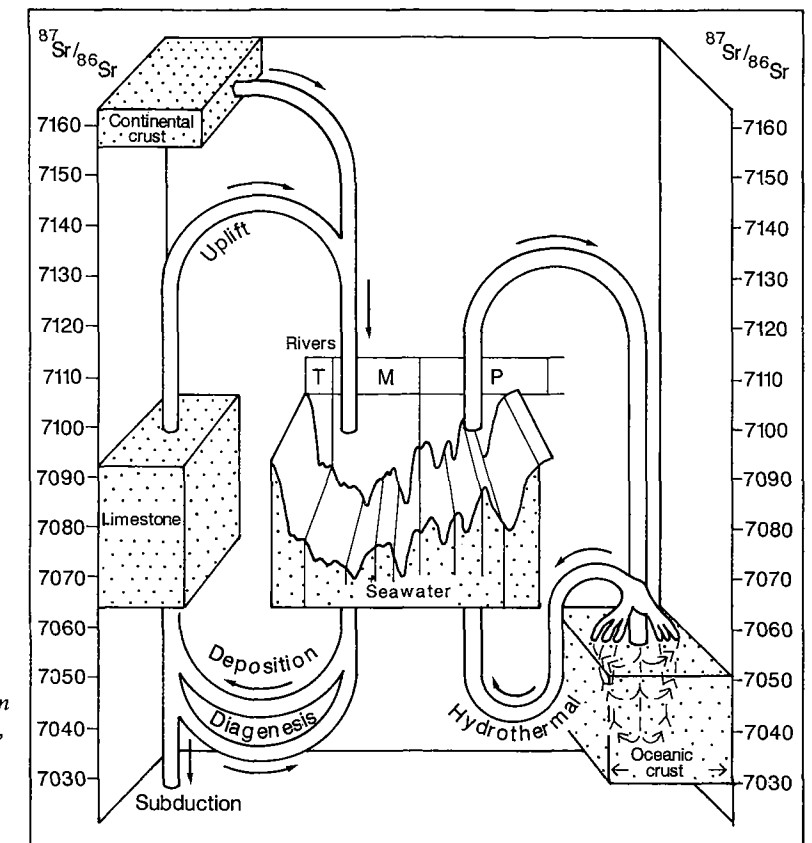 87Sr/86Sr
87Sr/86Sr
7160
7150
7140
7130
7120
7110
7100
7090
7080
7070
7060
7050
7040
7030
Continental
crust
Uplift
Rivers
T
M
P
Limestone
Seawater
Deposition
Diagenesis
Subduction
Hydrothermal
Oceanic
crust
7160
7150
7140
7130
7120
7110
7100
7090
7080
7070
7060
7050
7040
7030